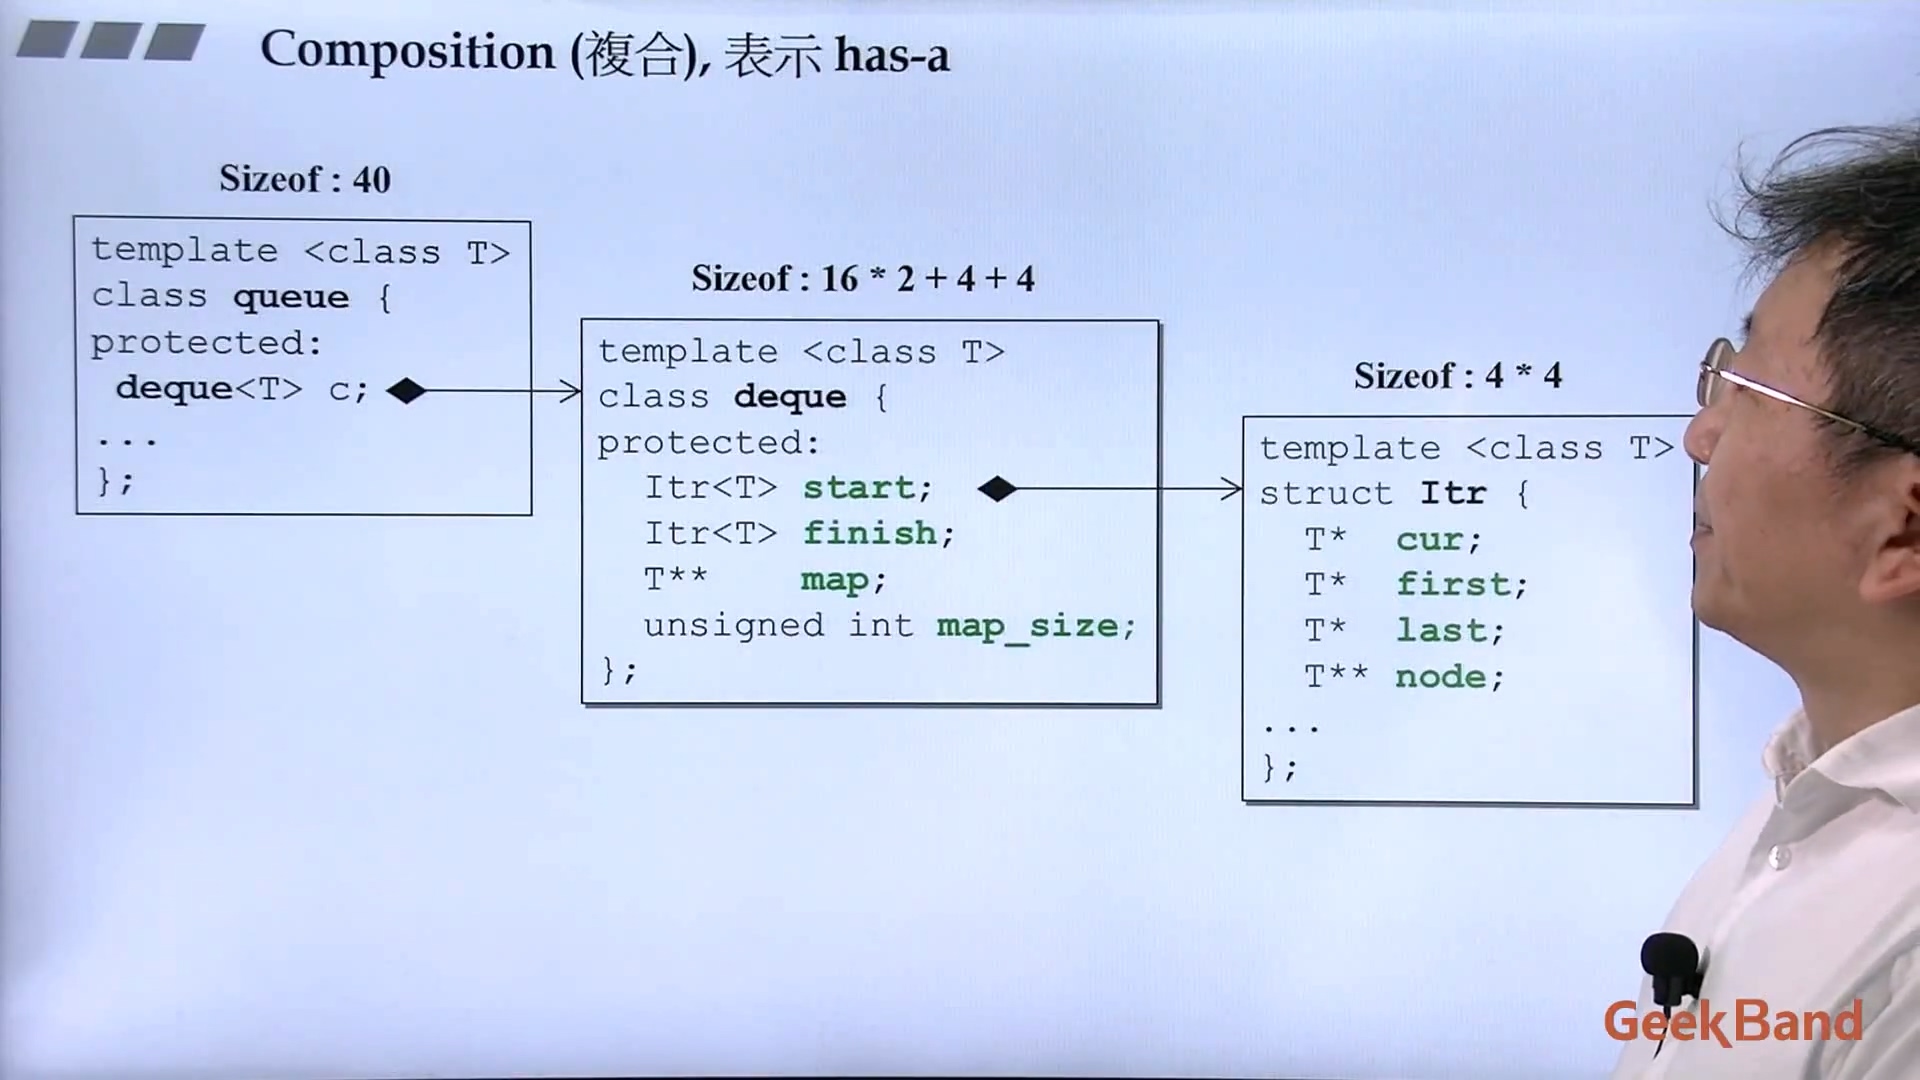 Composition (複合), 表示 has-a
Sizeof : 40
template <class T>
class queue {
protected:
deque<T> c;
...
};
Sizeof : 16 * 2 + 4 + 4
template <class T>
class deque {
protected:
Itr<T> start;
Itr<T> finish;
T** map;
unsigned int map_size;
};
Sizeof : 4 * 4
template <class T>
struct Itr {
T* cur;
T* first;
T* last;
T** node;
...
};
GeekBand